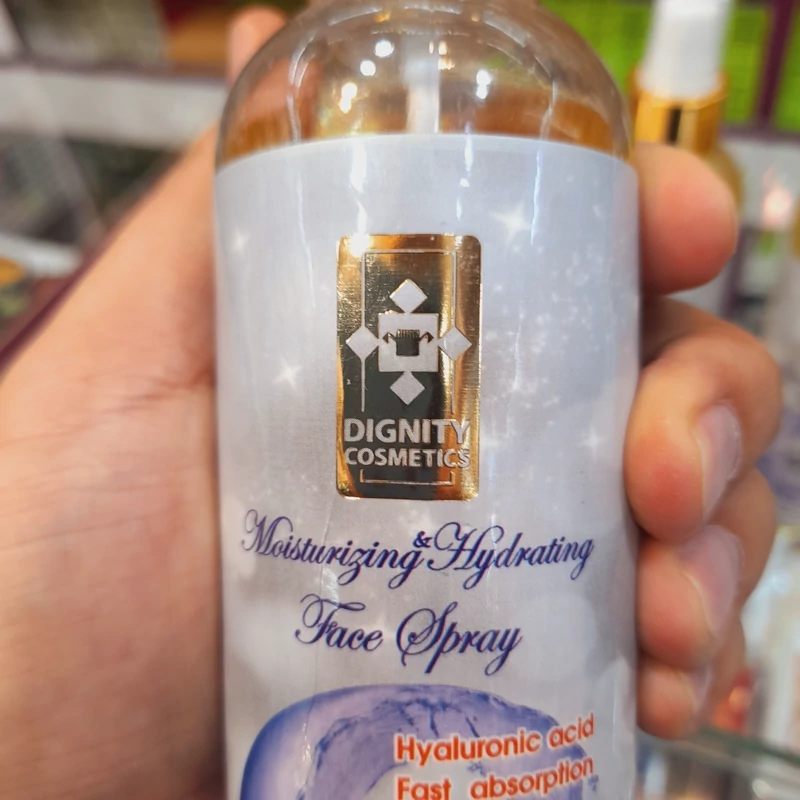 DIGNITY
COSMETICS
Moisturizing & Hydrating
Face Spray
Hyaluronic acid
Fast absorption